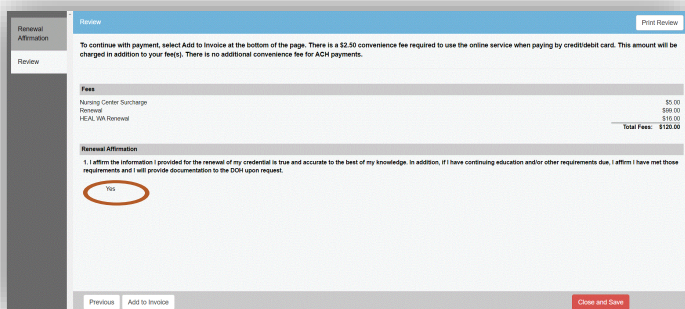 Renewal
Affirmation
Review
Review
Print Review
To continue with payment, select Add to Invoice at the bottom of the page. There is a $2.50 convenience fee required to use the online service when paying by credit/debit card. This amount will be
charged in addition to your fee(s). There is no additional convenience fee for ACH payments.
Fees
Nursing Center Surcharge $5.00
Renewal $99.00
HEAL WA Renewal $16.00
Total Fees: $120.00
Renewal Affirmation
1. I affirm the information I provided for the renewal of my credential is true and accurate to the best of my knowledge. In addition, if I have continuing education and/or other requirements due, I affirm I have met those
requirements and I will provide documentation to the DOH upon request.
Yes
Previous Add to Invoice Close and Save